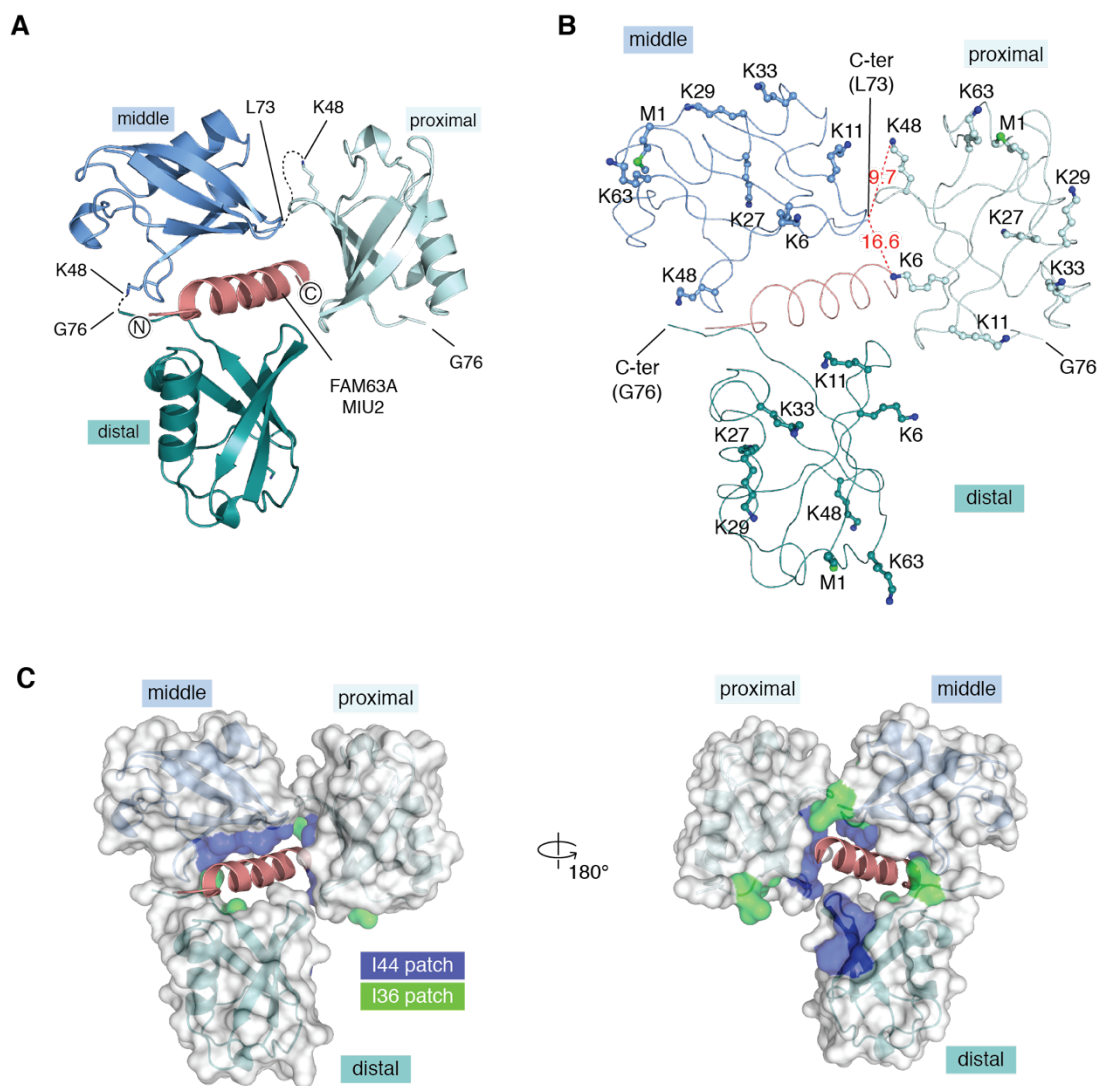 A
middle
L73
K48
proximal
K48
G76
N
C
G76
FAM63A
MIU2
distal
B
middle
C-ter
(L73)
proximal
K33
K29
M1
K11
K48
K63
M1
K29
9.7
K63
K27
K6
K27
16.6
K48
K6
K33
K11
G76
C-ter
(G76)
K11
K33
K6
K27
K29
K48
M1
K63
distal
C
middle
proximal
proximal
middle
180°
I44 patch
I36 patch
distal
distal